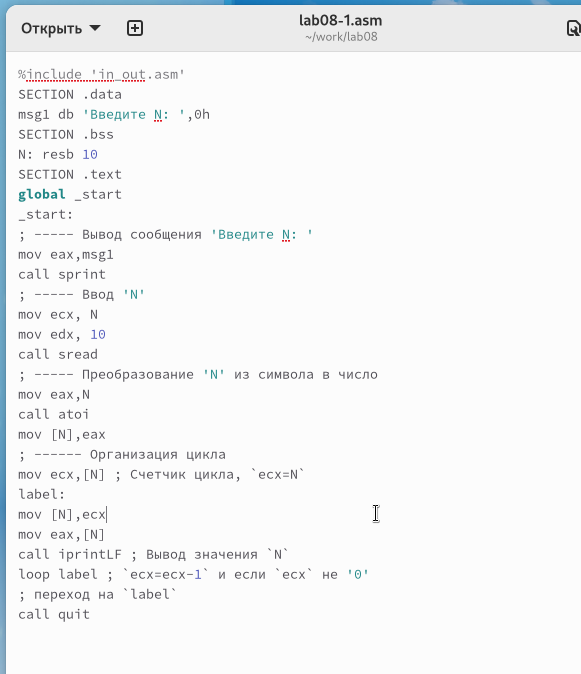 Открыть
lab08-1.asm
~/work/lab08
%include 'in_out.asm'
SECTION .data
msg1 db 'Введите N: ',0h
SECTION .bss
N: resb 10
SECTION .text
global _start
_start:
; ----- Вывод сообщения 'Введите N: '
mov eax,msg1
call sprint
; ----- Ввод 'N'
mov ecx, N
mov edx, 10
call sread
; ----- Преобразование 'N' из символа в число
mov eax,N
call atoi
mov [N],eax
; ------ Организация цикла
mov ecx,[N] ; Счетчик цикла, `ecx=N`
label:
mov [N],ecx
mov eax,[N]
call iprintLF ; Вывод значения `N`
loop label ; `ecx=ecx-1` и если `ecx` не '0'
; переход на `label`
call quit